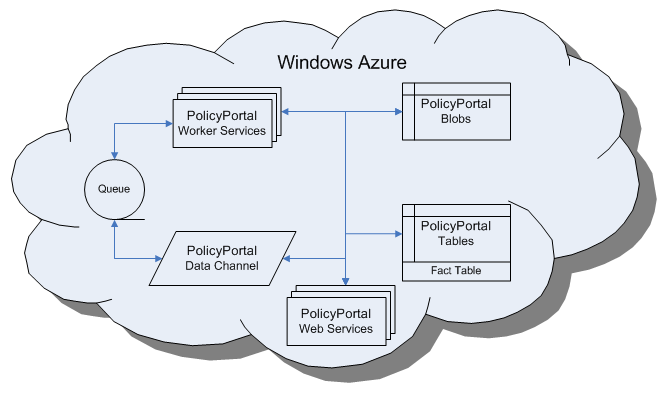 Windows Azure
PolicyPortal
Worker Services
PolicyPortal
Blobs
Queue
PolicyPortal
Data Channel
PolicyPortal
Tables
Fact Table
PolicyPortal
Web Services